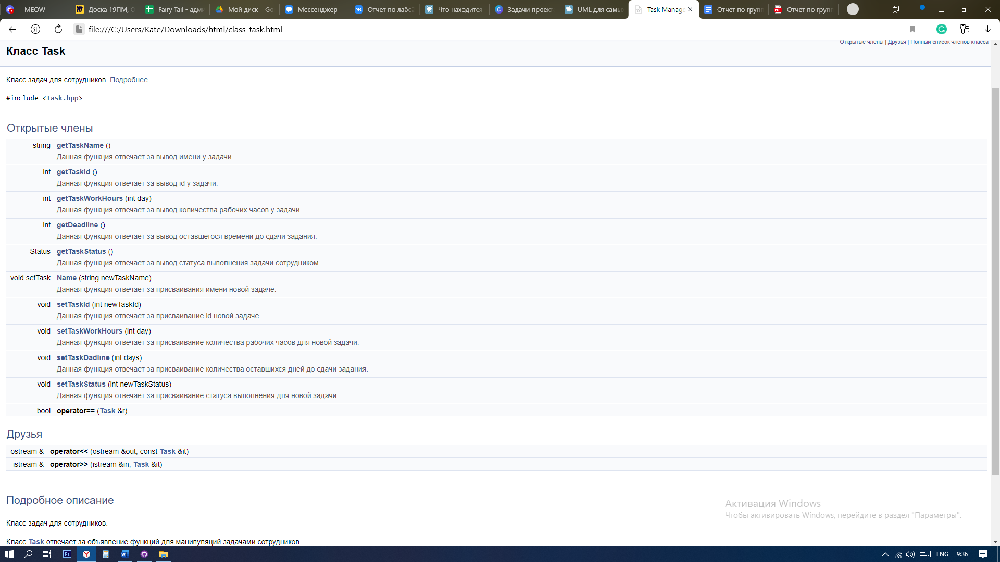 MEOW
Доска 19ПМ, С
Fairy Tail - адми
Мой диск – Go
Мессенджер
Отчет по лабе
Что находится
Задачи проект
UML для самых
Task Manage
Отчет по групп
Отчет по групп
file:///C:/Users/Kate/Downloads/html/class_task.html
Открытые члены | Друзья | Полный список членов класса
Класс Task
Класс задач для сотрудников. Подробнее...
#include <Task.hpp>
Открытые члены
string getTaskName ()
Данная функция отвечает за вывод имени у задачи.
int getTaskId ()
Данная функция отвечает за вывод id у задачи.
int getTaskWorkHours (int day)
Данная функция отвечает за вывод количества рабочих часов у задачи.
int getDeadline ()
Данная функция отвечает за вывод оставшегося времени до сдачи задания.
Status getTaskStatus ()
Данная функция отвечает за вывод статуса выполнения задачи сотрудником.
void setTask Name (string newTaskName)
Данная функция отвечает за присваивания имени новой задаче.
void setTaskId (int newTaskId)
Данная функция отвечает за присваивание id новой задаче.
void setTaskWorkHours (int day)
Данная функция отвечает за присваивание количества рабочих часов для новой задачи.
void setTaskDadline (int days)
Данная функция отвечает за присваивание количества оставшихся дней до сдачи задания.
void setTaskStatus (int newTaskStatus)
Данная функция отвечает за присваивание статуса выполнения для новой задачи.
bool operator== (Task &r)
Друзья
ostream & operator<< (ostream &out, const Task &it)
istream & operator>> (istream &in, Task &it)
Подробное описание
Активация Windows
Чтобы активировать Windows, перейдите в раздел "Параметры".
Класс задач для сотрудников.
Класс Task отвечает за объявление функций для манипуляций задачами сотрудников.
Ps
ENG
9:36